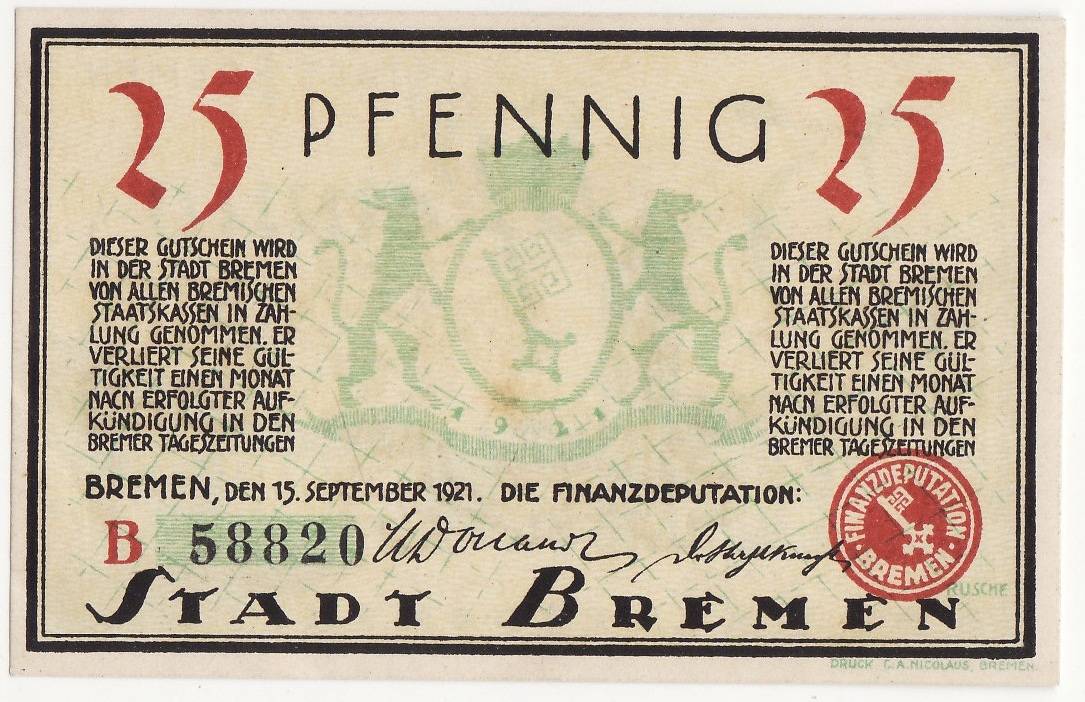 25 PFENNIG 25
DIESER GUTSCHEIN WIRD
IN DER STADT BREMEN
VON ALLEN BREMISCHEN
STAATSKASSEN IN ZAH-
LUNG GENOMMEN. ER
VERLIERT SEINE GÜL-
TIGKEIT EINEN MONAT
NACH ERFOLGTER AUF-
KÜNDIGUNG IN DEN
BREMER TAGESZEITUNGEN
DIESER GUTSCHEIN WIRD
IN DER STADT BREMEN
VON ALLEN BREMISCHEN
STAATSKASSEN IN ZAH-
LUNG GENOMMEN. ER
VERLIERT SEINE GÜL-
TIGKEIT EINEN MONAT
NACH ERFOLGTER AUF-
KÜNDIGUNG IN DEN
BREMER TAGESZEITUNGEN
1921
BREMEN, DEN 15. SEPTEMBER 1921. DIE FINANZDEPUTATION:
B 58820
FINANZDEPUTATION
BREMEN
RUSCHE
STADT BREMEN
DRUCK C.A. NICOLAUS, BREMEN.